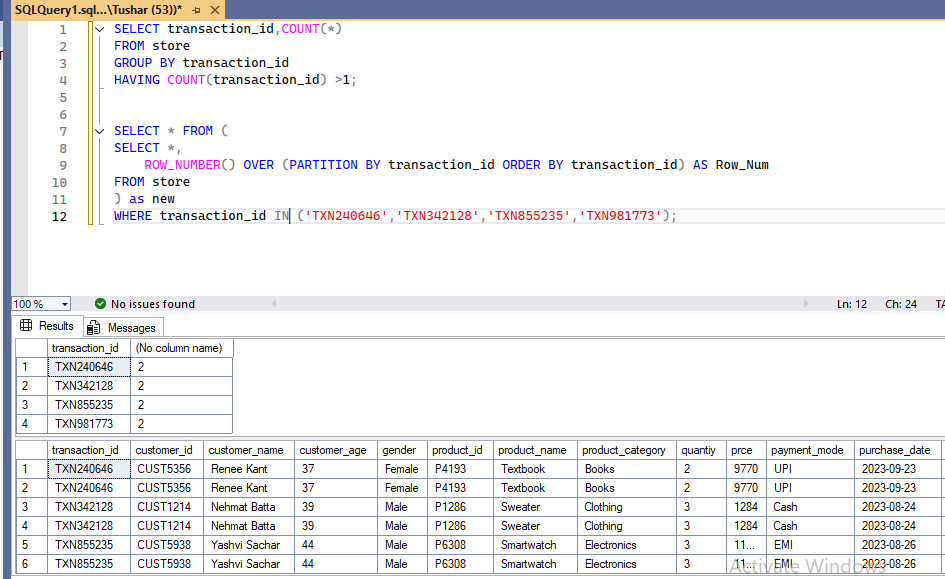 SQLQuery1.sql...\Tushar (53))*
1 SELECT transaction_id,COUNT(*)
2 FROM store
3 GROUP BY transaction_id
4 HAVING COUNT(transaction_id) >1;
5
6
7 SELECT * FROM (
8 SELECT *,
9 ROW_NUMBER() OVER (PARTITION BY transaction_id ORDER BY transaction_id) AS Row_Num
10 FROM store
11 ) as new
12 WHERE transaction_id IN ('TXN240646','TXN342128','TXN855235','TXN981773');
100 % No issues found Ln: 12 Ch: 24 TA
Results Messages
transaction_id (No column name)
1 TXN240646 2
2 TXN342128 2
3 TXN855235 2
4 TXN981773 2
transaction_id customer_id customer_name customer_age gender product_id product_name product_category quantiy prce payment_mode purchase_date
1 TXN240646 CUST5356 Renee Kant 37 Female P4193 Textbook Books 2 9770 UPI 2023-09-23
2 TXN240646 CUST5356 Renee Kant 37 Female P4193 Textbook Books 2 9770 UPI 2023-09-23
3 TXN342128 CUST1214 Nehmat Batta 39 Male P1286 Sweater Clothing 3 1284 Cash 2023-08-24
4 TXN342128 CUST1214 Nehmat Batta 39 Male P1286 Sweater Clothing 3 1284 Cash 2023-08-24
5 TXN855235 CUST5938 Yashvi Sachar 44 Male P6308 Smartwatch Electronics 3 11... EMI 2023-08-26
6 TXN855235 CUST5938 Yashvi Sachar 44 Male P6308 Smartwatch Electronics 3 11... EMI 2023-08-26
Activate Windows